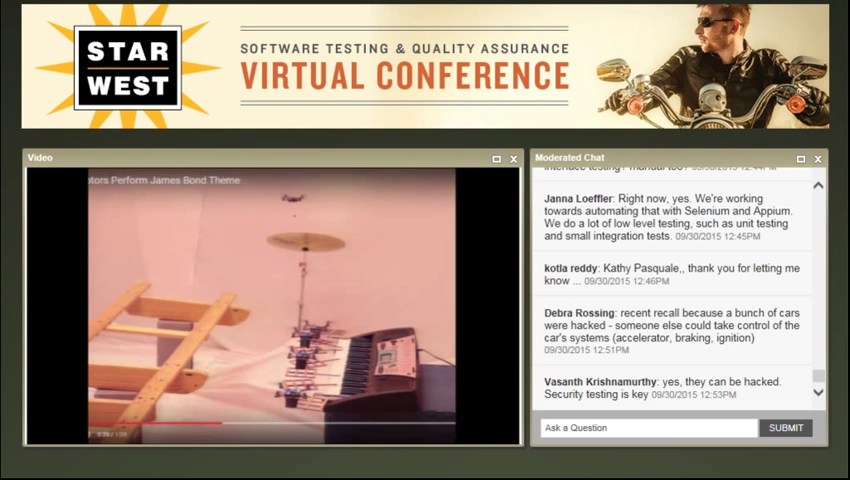 STAR
WEST
SOFTWARE TESTING & QUALITY ASSURANCE
VIRTUAL CONFERENCE
Video
Perform James Bond Theme
Moderated Chat
Janna Loeffler: Right now, yes. We're working
towards automating that with Selenium and Appium.
We do a lot of low level testing, such as unit testing
and small integration tests. 09/30/2015 12:45PM
kotla reddy: Kathy Pasquale,, thank you for letting me
know ... 09/30/2015 12:46PM
Debra Rossing: recent recall because a bunch of cars
were hacked - someone else could take control of the
car's systems (accelerator, braking, ignition)
09/30/2015 12:51PM
Vasanth Krishnamurthy: yes, they can be hacked.
Security testing is key 09/30/2015 12:53PM
Ask a Question
SUBMIT